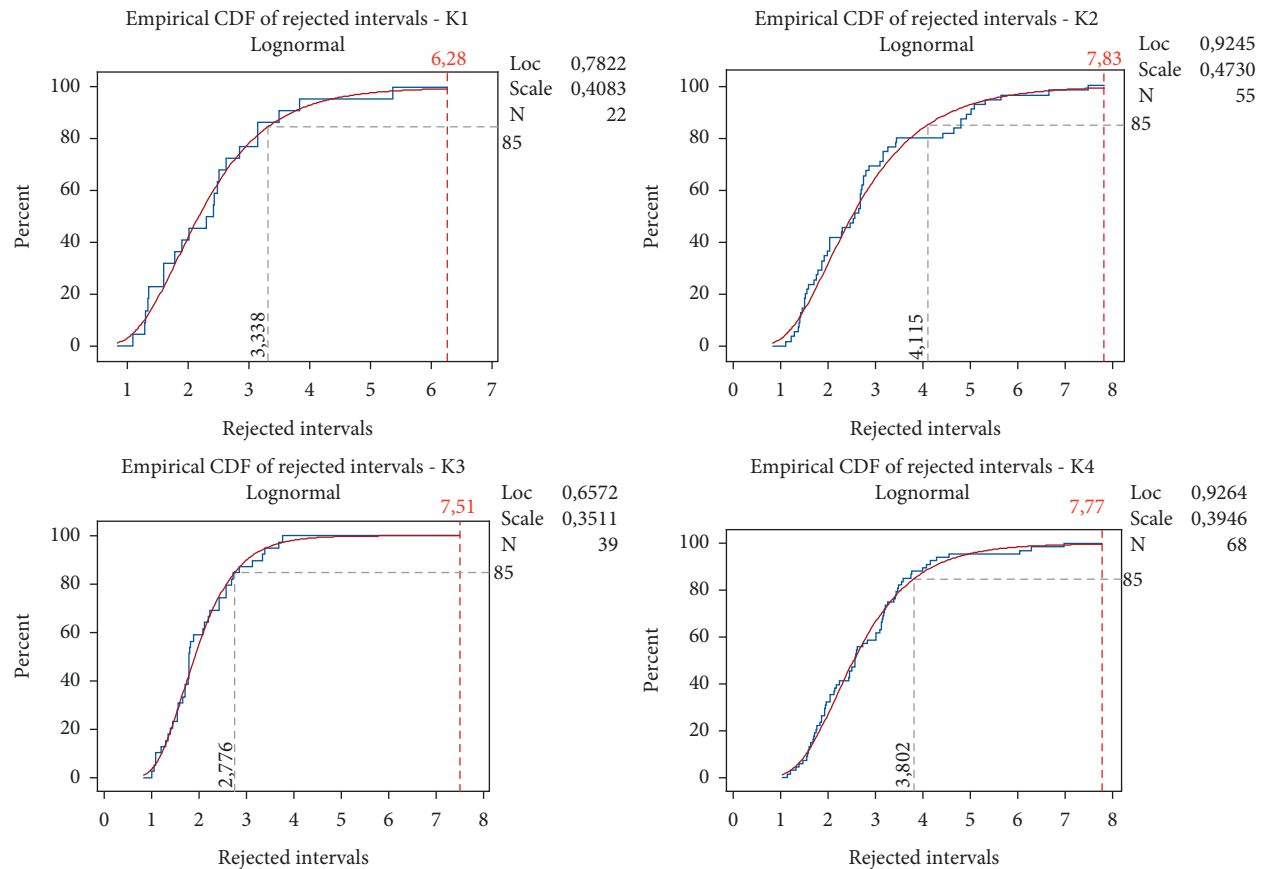 Empirical CDF of rejected intervals - K1
Lognormal
6,28
Loc 0,7822
Scale 0,4083
N 22
100
80
60
40
20
0
Percent
85
3,338
1 2 3 4 5 6 7
Rejected intervals
Empirical CDF of rejected intervals - K2
Lognormal
7,83
Loc 0,9245
Scale 0,4730
N 55
100
80
60
40
20
0
Percent
85
4,115
0 1 2 3 4 5 6 7 8
Rejected intervals
Empirical CDF of rejected intervals - K3
Lognormal
7,51
Loc 0,6572
Scale 0,3511
N 39
100
80
60
40
20
0
Percent
85
2,776
0 1 2 3 4 5 6 7 8
Rejected intervals
Empirical CDF of rejected intervals - K4
Lognormal
7,77
Loc 0,9264
Scale 0,3946
N 68
100
80
60
40
20
0
Percent
85
3,802
0 1 2 3 4 5 6 7 8
Rejected intervals